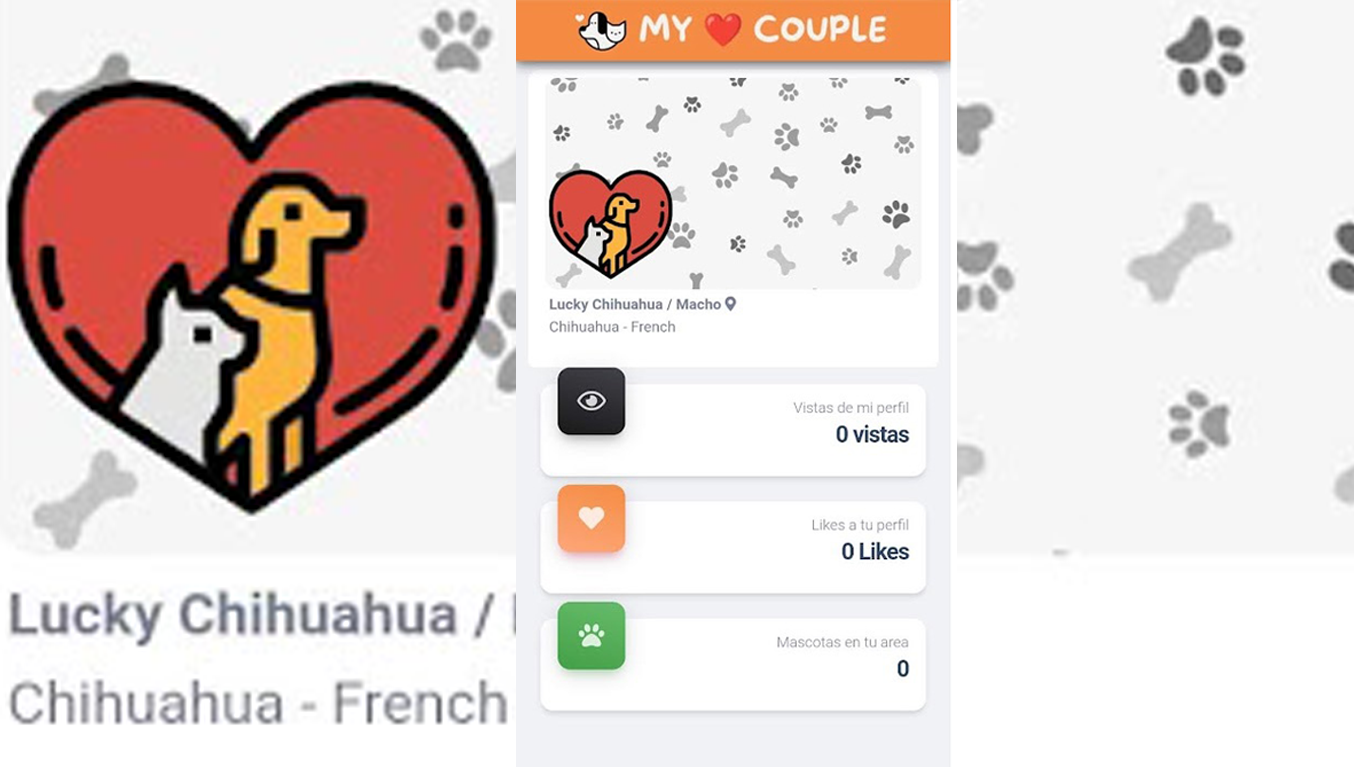 MY ❤️ COUPLE
Lucky Chihuahua / Macho
Chihuahua - French
Vistas de mi perfil
0 vistas
Likes a tu perfil
0 Likes
Mascotas en tu area
0
Lucky Chihuahua /
Chihuahua - French